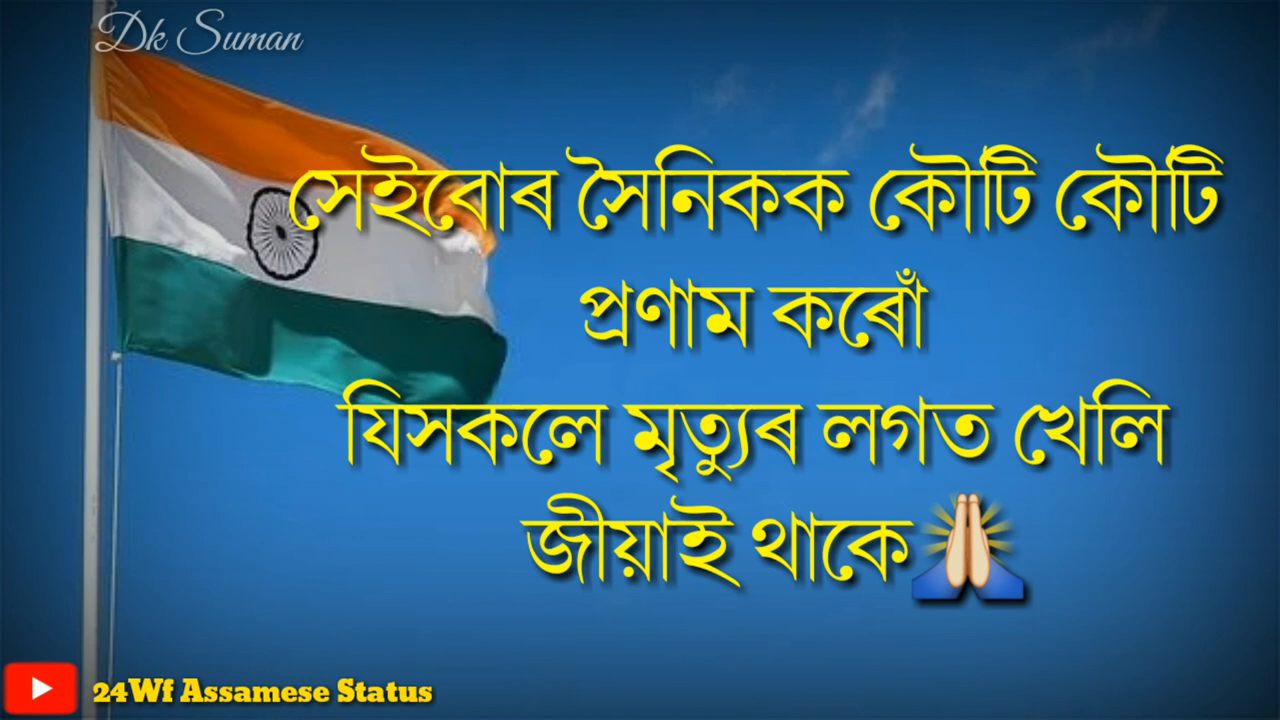 Dk Suman
সেইবোৰ সৈনিকক কৌটি কৌটি
প্ৰণাম কৰোঁ
যিসকলে মৃত্যুৰ লগত খেলি
জীয়াই থাকে🙏
24Wf Assamese Status